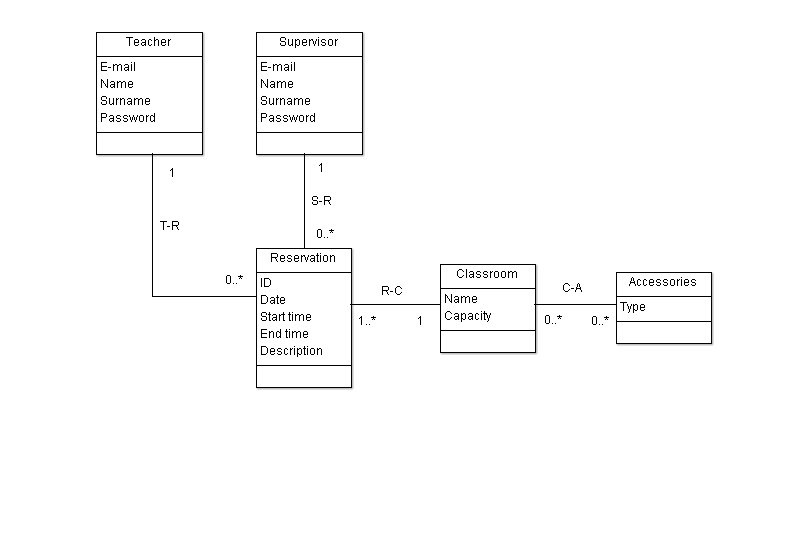 Teacher
E-mail
Name
Surname
Password
Supervisor
E-mail
Name
Surname
Password
1
1
S-R
T-R
0..*
0..*
Reservation
ID
Date
Start time
End time
Description
R-C
1..*
1
Classroom
Name
Capacity
C-A
0..*
0..*
Accessories
Type